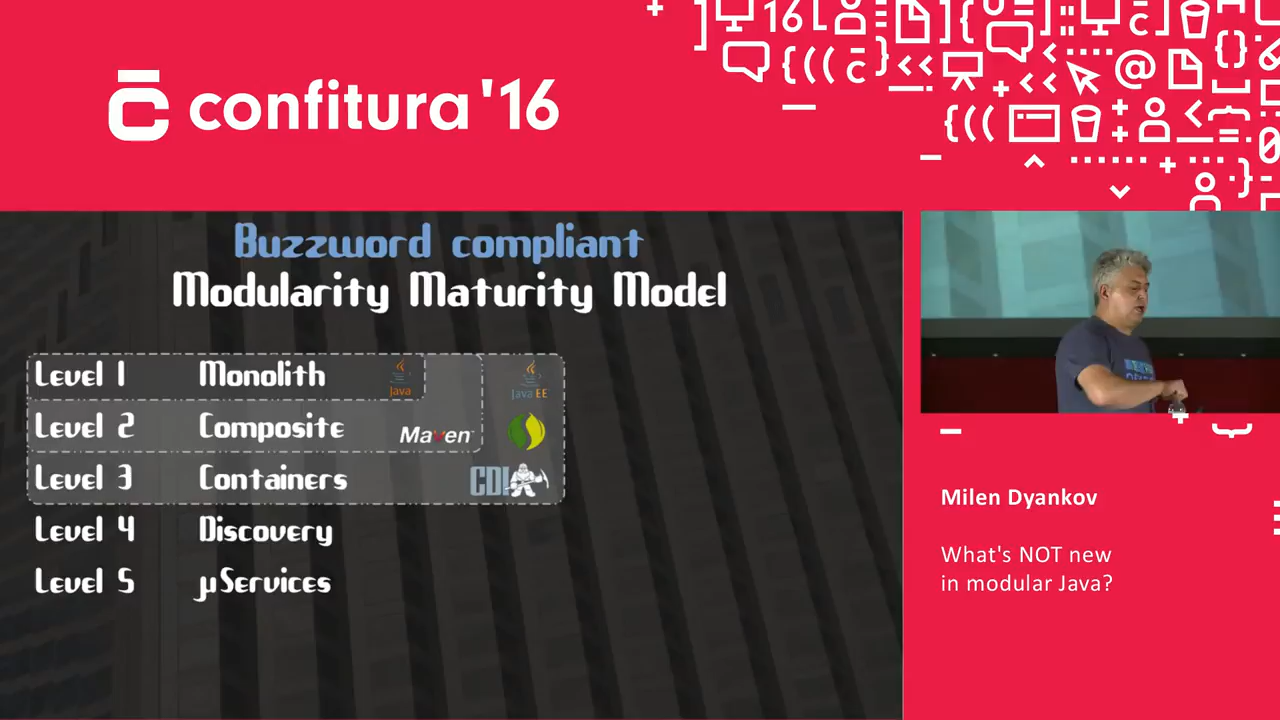 confitura '16
Buzzword compliant
Modularity Maturity Model
Level 1 Monolith Java Java EE
Level 2 Composite Maven
Level 3 Containers CDI
Level 4 Discovery
Level 5 µServices
Milen Dyankov
What's NOT new
in modular Java?